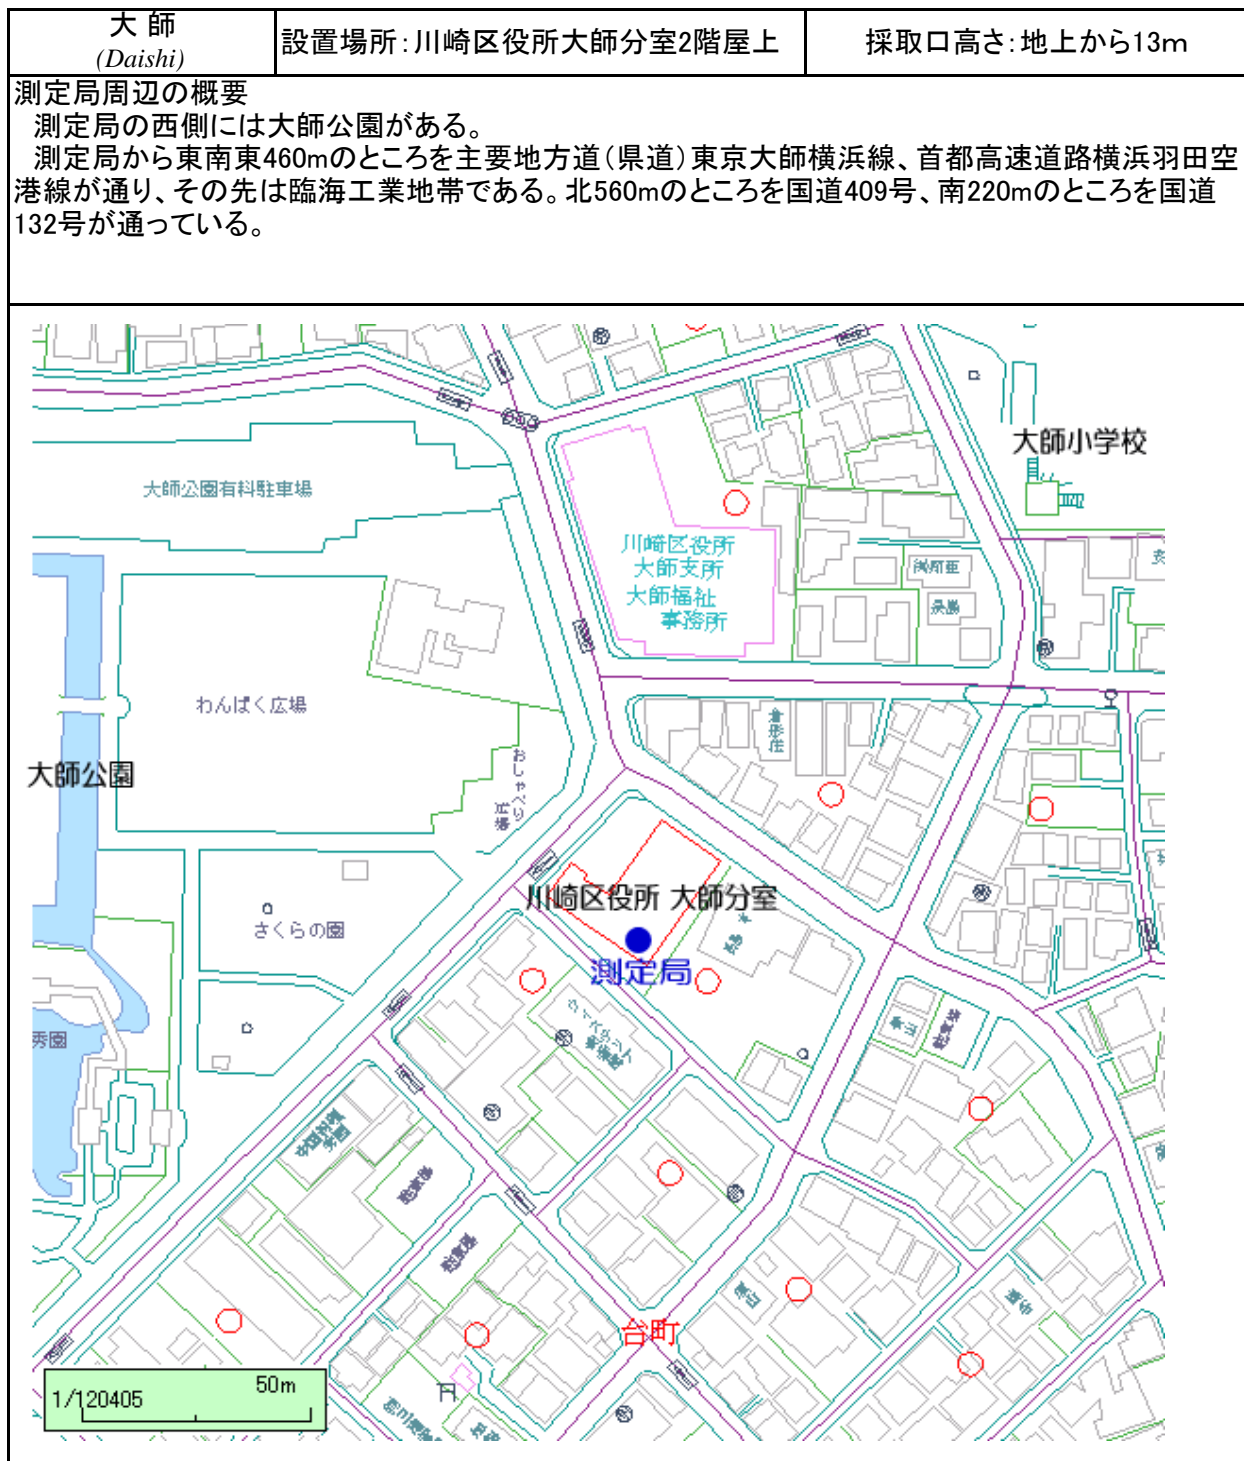 大 師
(Daishi)
設置場所：川崎区役所大師分室2階屋上
採取口高さ：地上から13m
測定局周辺の概要
測定局の西側には大師公園がある。
測定局から東南東460mのところを主要地方道（県道）東京大師横浜線、首都高速道路横浜羽田空
港線が通り、その先は臨海工業地帯である。北560mのところを国道409号、南220mのところを国道
132号が通っている。
大師小学校
大師公園有料駐車場
川崎区役所
大師支所
大師福祉
事務所
わんぱく広場
おしゃべり
広場
大師公園
川崎区役所 大師分室
測定局
さくらの園
秀園
駐車場
駐車場
駐車場
台町
1/120405
50m